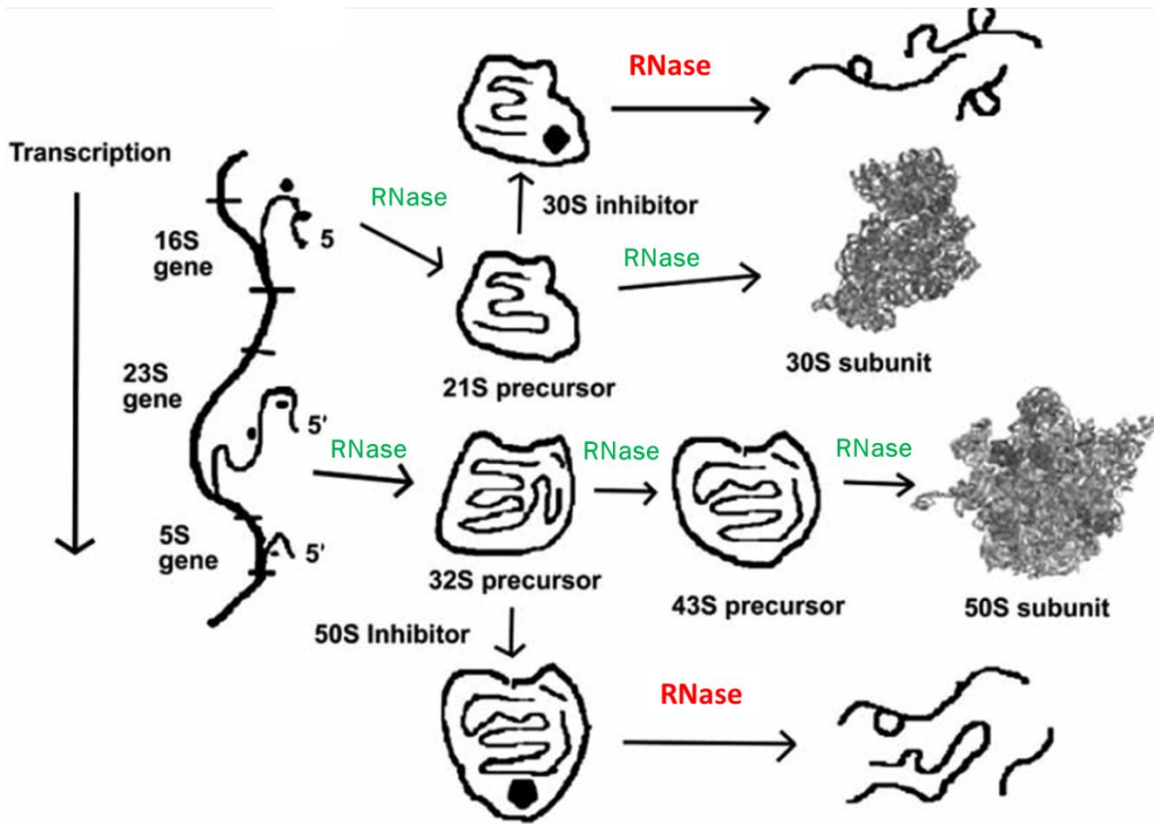 RNase
Transcription
RNase
30S inhibitor
16S
gene
5
RNase
21S precursor
30S subunit
23S
gene
5'
RNase
RNase
RNase
5S
gene
5'
32S precursor
43S precursor
50S subunit
50S Inhibitor
RNase